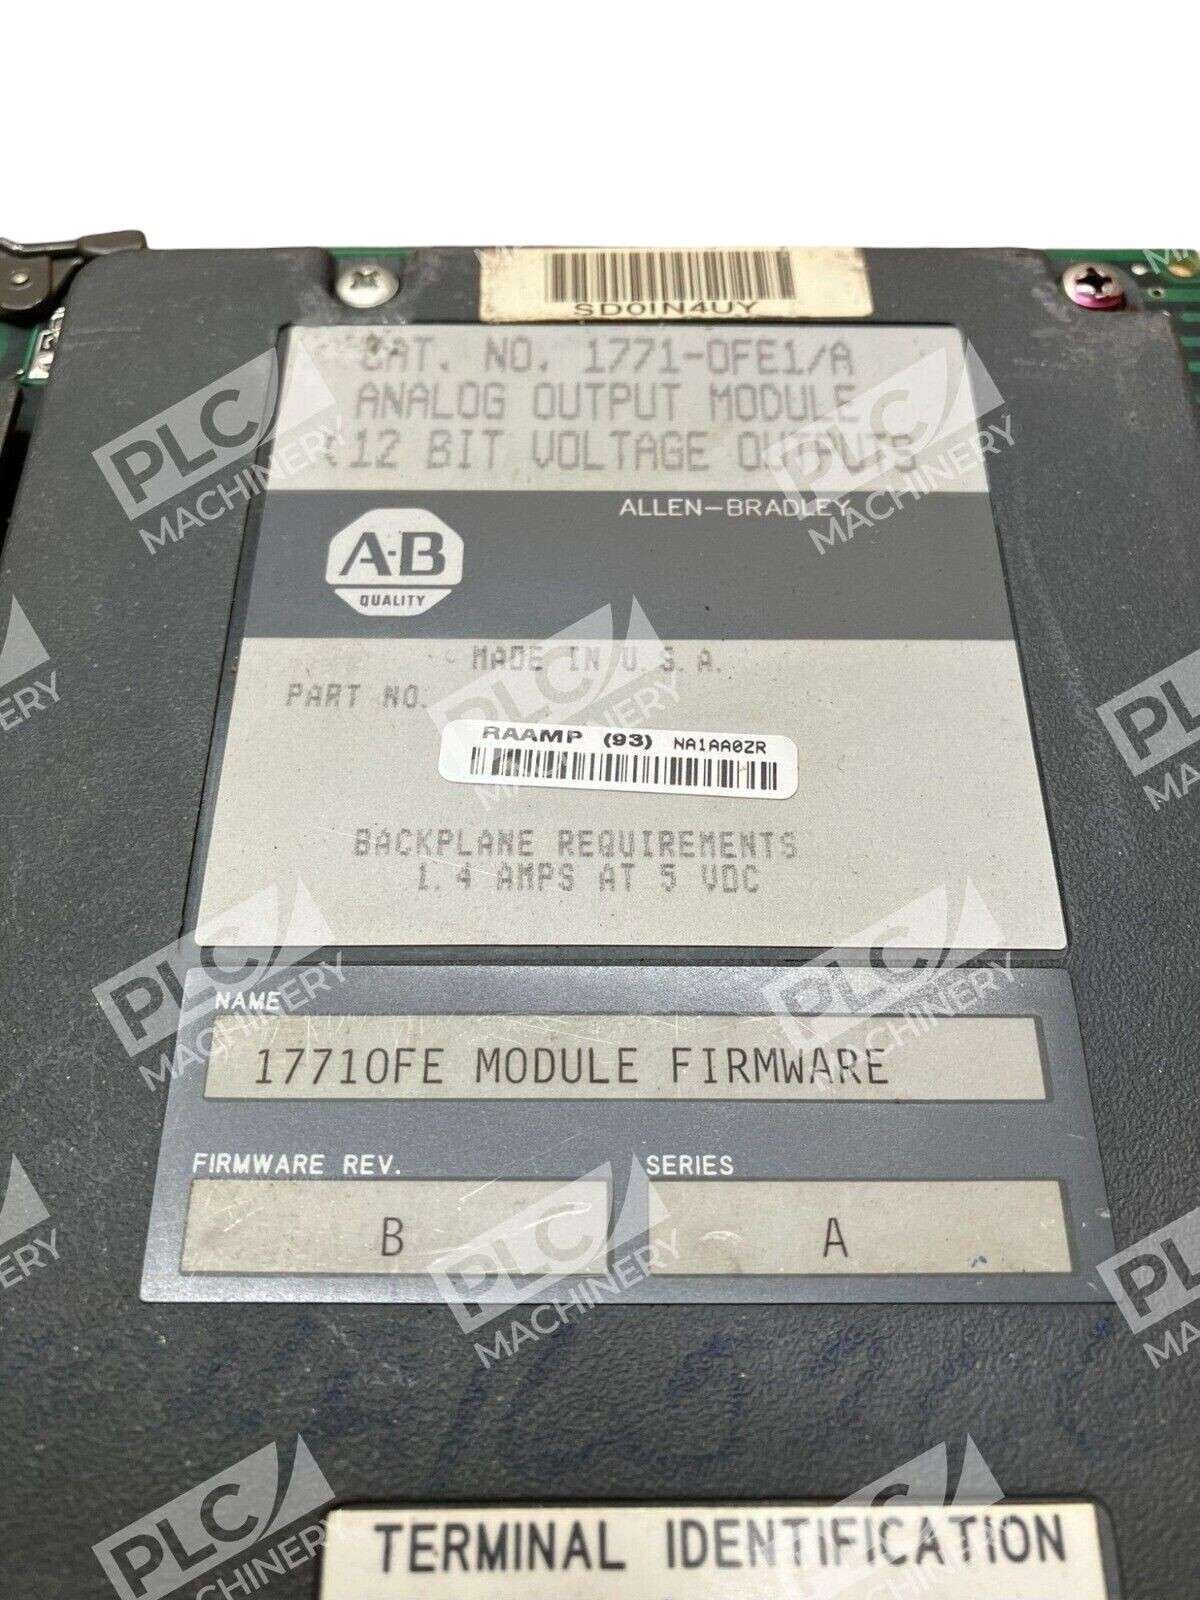 SD0IN4UY
CAT. NO. 1771-OFE1/A
ANALOG OUTPUT MODULE
(12 BIT VOLTAGE OUTPUTS
ALLEN-BRADLEY
A-B
QUALITY
MADE IN U.S.A.
PART NO.
RAAMP (93) NA1AA0ZR
BACKPLANE REQUIREMENTS
1.4 AMPS AT 5 VDC
NAME
1771OFE MODULE FIRMWARE
FIRMWARE REV. SERIES
B A
TERMINAL IDENTIFICATION
PLC MACHINERY